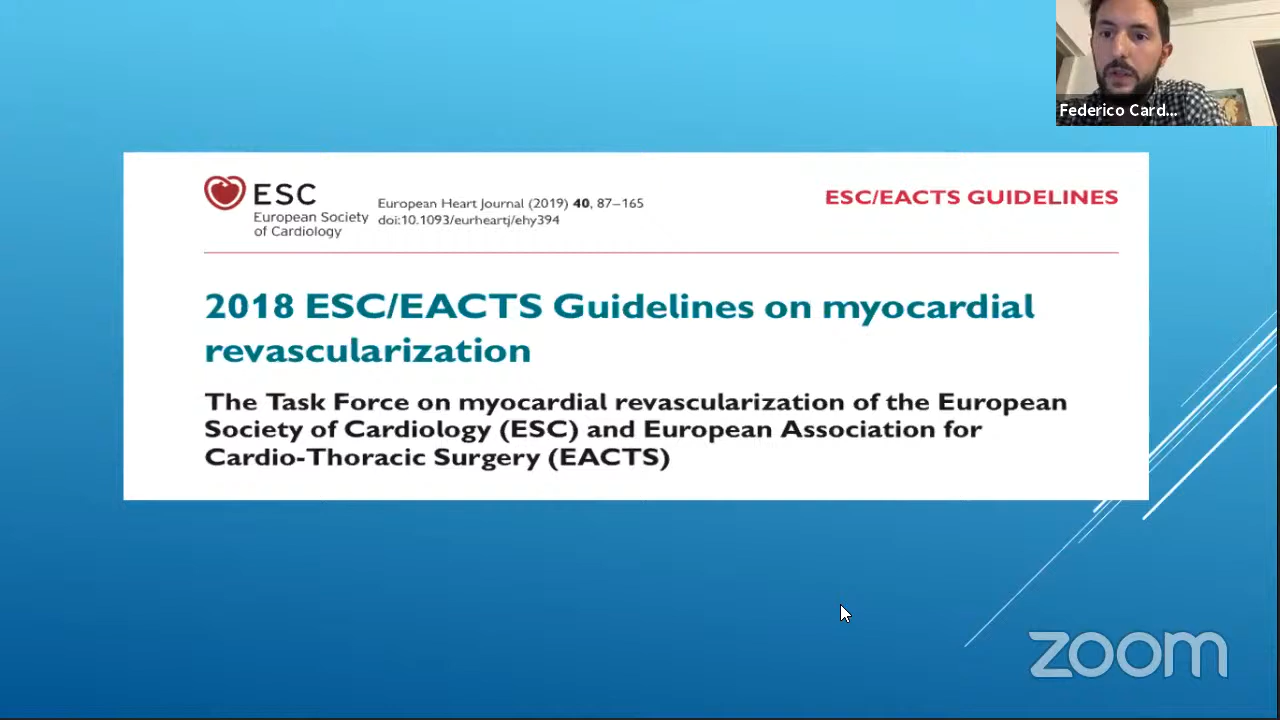 Federico Card...
ESC
European Society
of Cardiology
European Heart Journal (2019) 40, 87–165
doi:10.1093/eurheartj/ehy394
ESC/EACTS GUIDELINES
2018 ESC/EACTS Guidelines on myocardial
revascularization
The Task Force on myocardial revascularization of the European
Society of Cardiology (ESC) and European Association for
Cardio-Thoracic Surgery (EACTS)
zoom